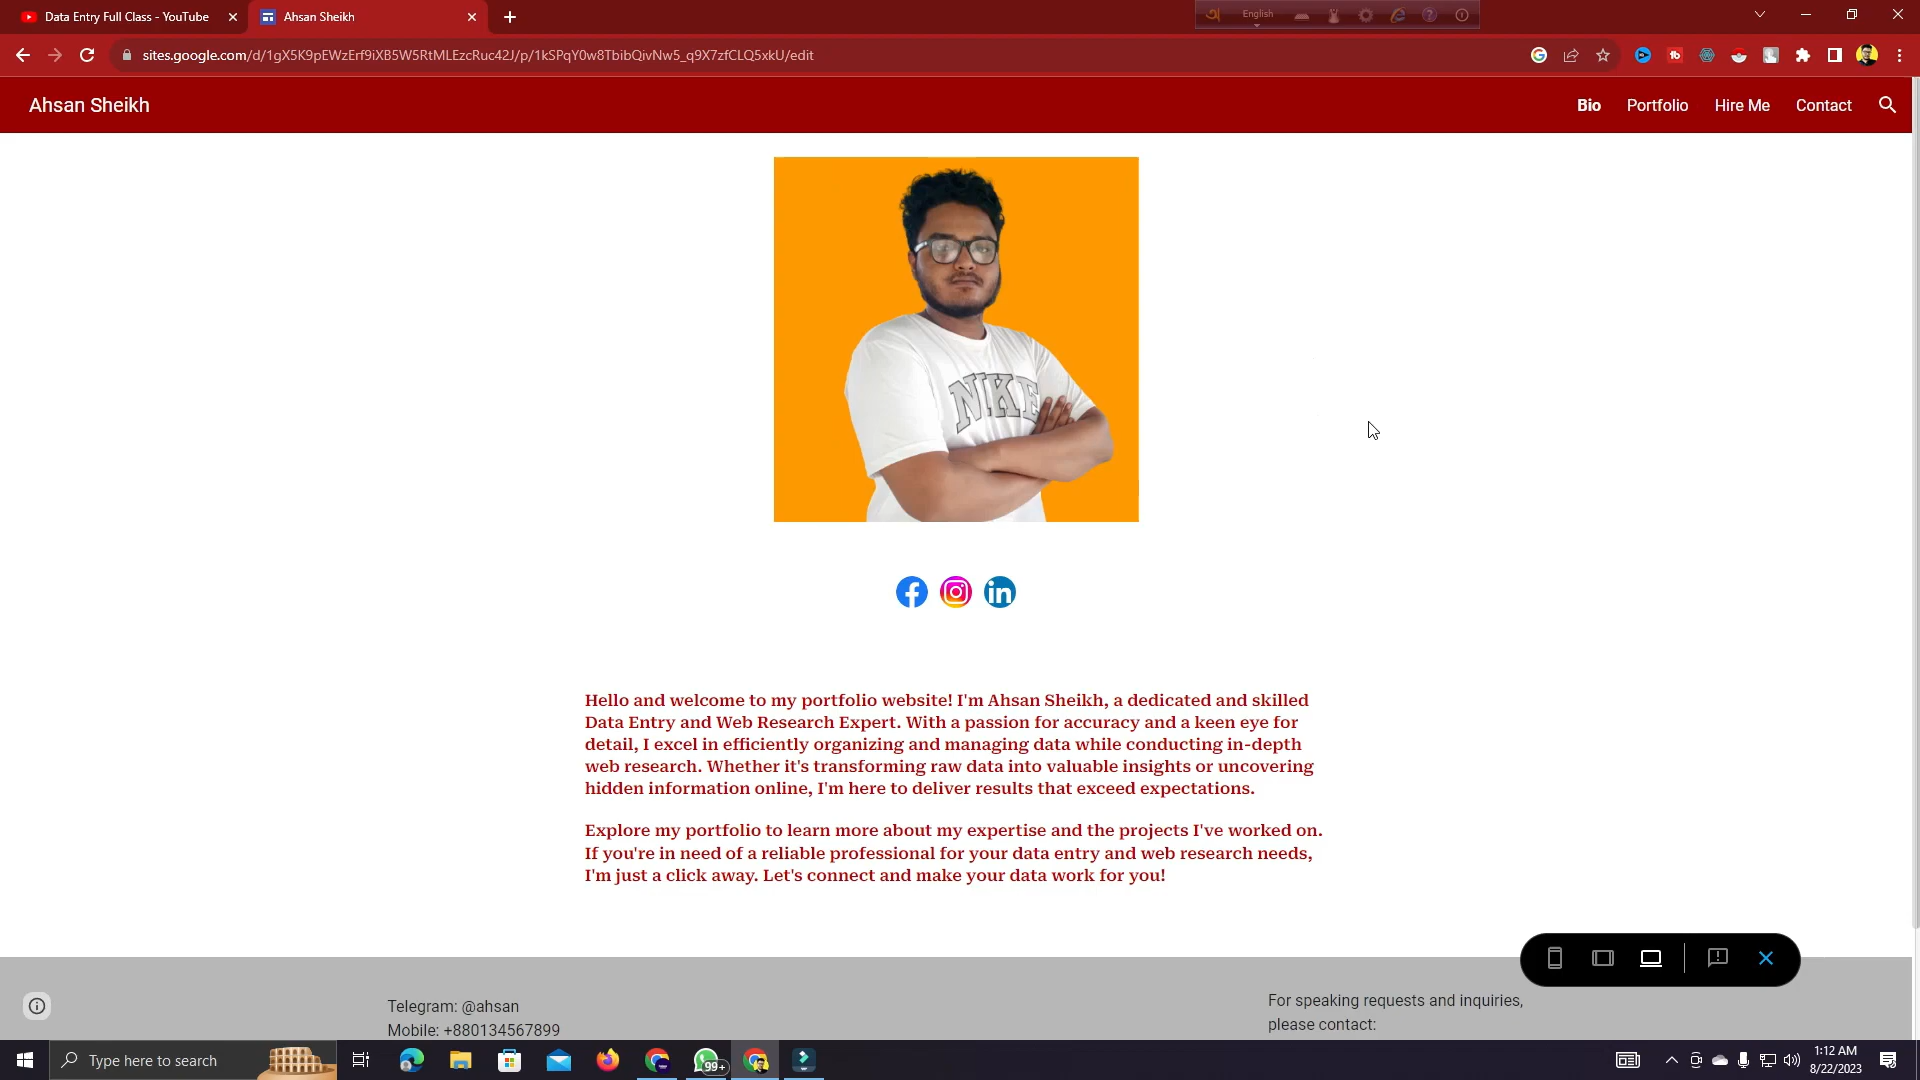 Data Entry Full Class - YouTube
Ahsan Sheikh
English
sites.google.com/d/1gX5K9pEWzErf9iXB5W5RtMLEzcRuc42J/p/1kSPqY0w8TbibQivNw5_q9X7zfCLQ5xkU/edit
Ahsan Sheikh
Bio
Portfolio
Hire Me
Contact
NIKE
Hello and welcome to my portfolio website! I'm Ahsan Sheikh, a dedicated and skilled
Data Entry and Web Research Expert. With a passion for accuracy and a keen eye for
detail, I excel in efficiently organizing and managing data while conducting in-depth
web research. Whether it's transforming raw data into valuable insights or uncovering
hidden information online, I'm here to deliver results that exceed expectations.
Explore my portfolio to learn more about my expertise and the projects I've worked on.
If you're in need of a reliable professional for your data entry and web research needs,
I'm just a click away. Let's connect and make your data work for you!
Telegram: @ahsan
Mobile: +880134567899
For speaking requests and inquiries,
please contact:
Type here to search
99+
1:12 AM
8/22/2023